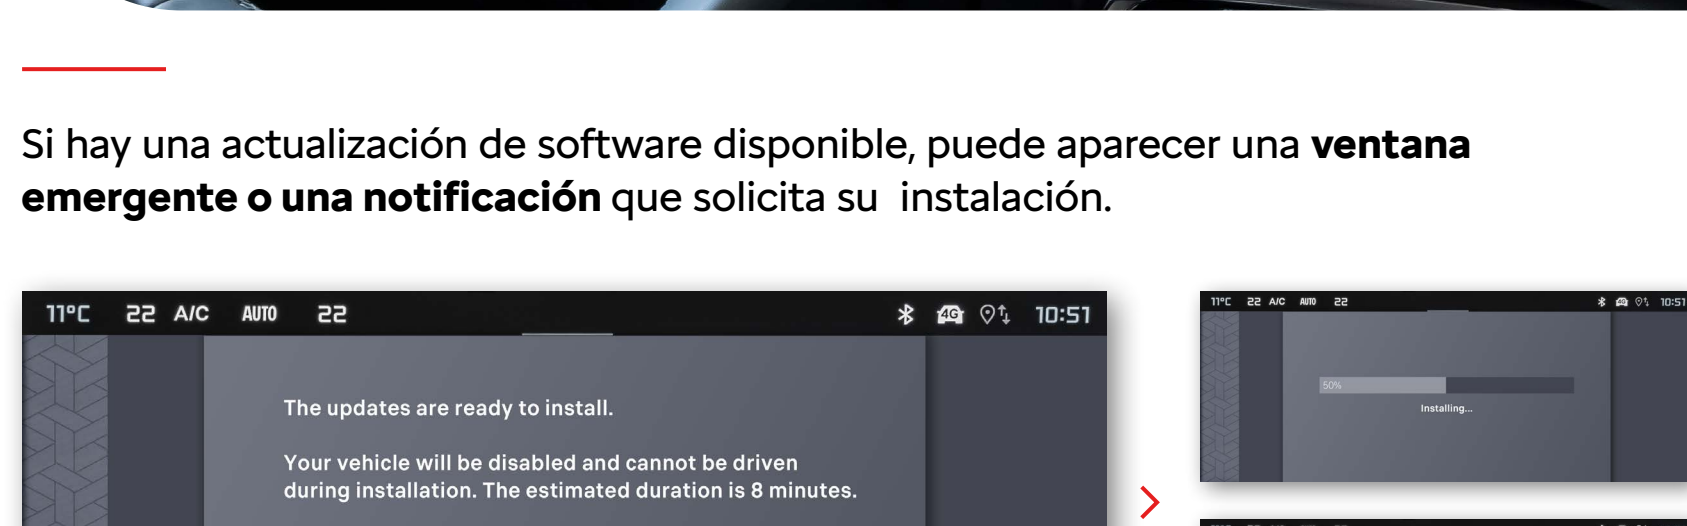 Si hay una actualización de software disponible, puede aparecer una ventana
emergente o una notificación que solicita su instalación.
11°C 22 A/C AUTO 22 4G 10:51
The updates are ready to install.
Your vehicle will be disabled and cannot be driven
during installation. The estimated duration is 8 minutes.
11°C 22 A/C AUTO 22 4G 10:51
50%
Installing...